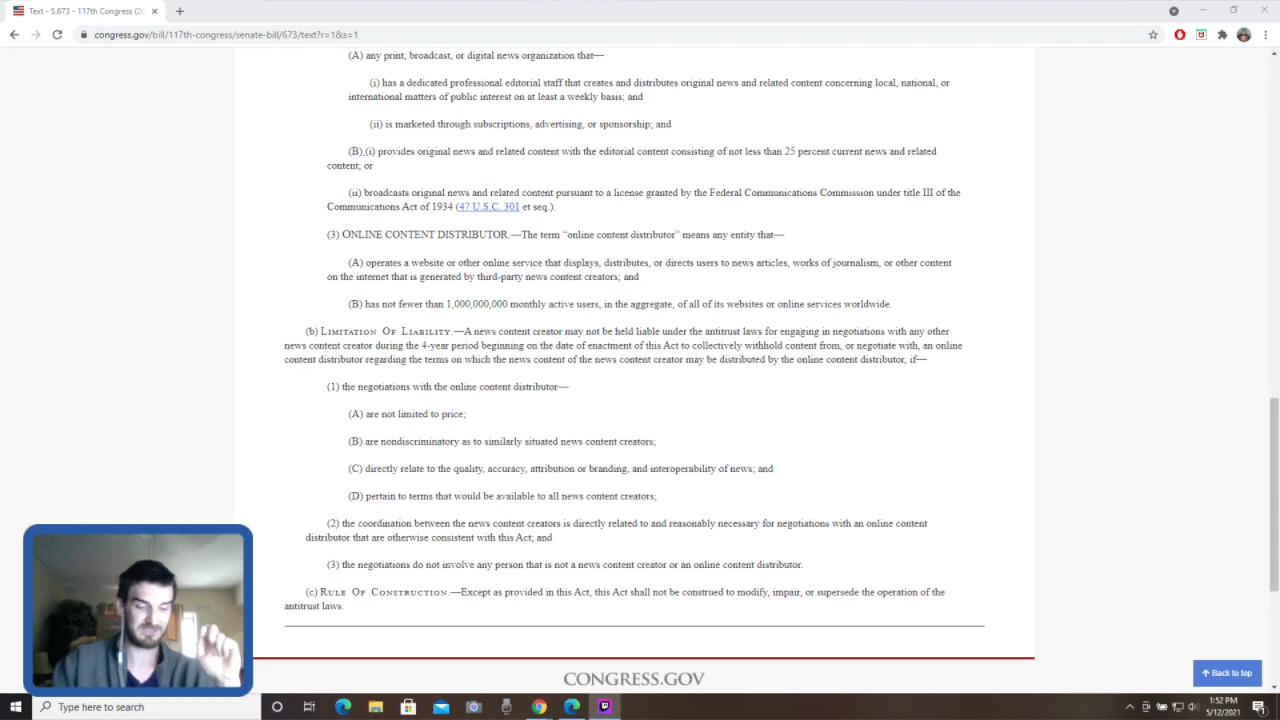 Text - S.673 - 117th Congress (20
congress.gov/bill/117th-congress/senate-bill/673/text?r=1&s=1
(A) any print, broadcast, or digital news organization that—
(i) has a dedicated professional editorial staff that creates and distributes original news and related content concerning local, national, or
international matters of public interest on at least a weekly basis; and
(ii) is marketed through subscriptions, advertising, or sponsorship; and
(B) (i) provides original news and related content with the editorial content consisting of not less than 25 percent current news and related
content; or
(ii) broadcasts original news and related content pursuant to a license granted by the Federal Communications Commission under title III of the
Communications Act of 1934 (47 U.S.C. 301 et seq.).
(3) ONLINE CONTENT DISTRIBUTOR.—The term “online content distributor” means any entity that—
(A) operates a website or other online service that displays, distributes, or directs users to news articles, works of journalism, or other content
on the internet that is generated by third-party news content creators; and
(B) has not fewer than 1,000,000,000 monthly active users, in the aggregate, of all of its websites or online services worldwide.
(b) LIMITATION OF LIABILITY.—A news content creator may not be held liable under the antitrust laws for engaging in negotiations with any other
news content creator during the 4-year period beginning on the date of enactment of this Act to collectively withhold content from, or negotiate with, an online
content distributor regarding the terms on which the news content of the news content creator may be distributed by the online content distributor, if—
(1) the negotiations with the online content distributor—
(A) are not limited to price;
(B) are nondiscriminatory as to similarly situated news content creators;
(C) directly relate to the quality, accuracy, attribution or branding, and interoperability of news; and
(D) pertain to terms that would be available to all news content creators;
(2) the coordination between the news content creators is directly related to and reasonably necessary for negotiations with an online content
distributor that are otherwise consistent with this Act; and
(3) the negotiations do not involve any person that is not a news content creator or an online content distributor.
(c) RULE OF CONSTRUCTION.—Except as provided in this Act, this Act shall not be construed to modify, impair, or supersede the operation of the
antitrust laws.
CONGRESS.GOV
Back to top
Type here to search
1:52 PM
5/12/2021